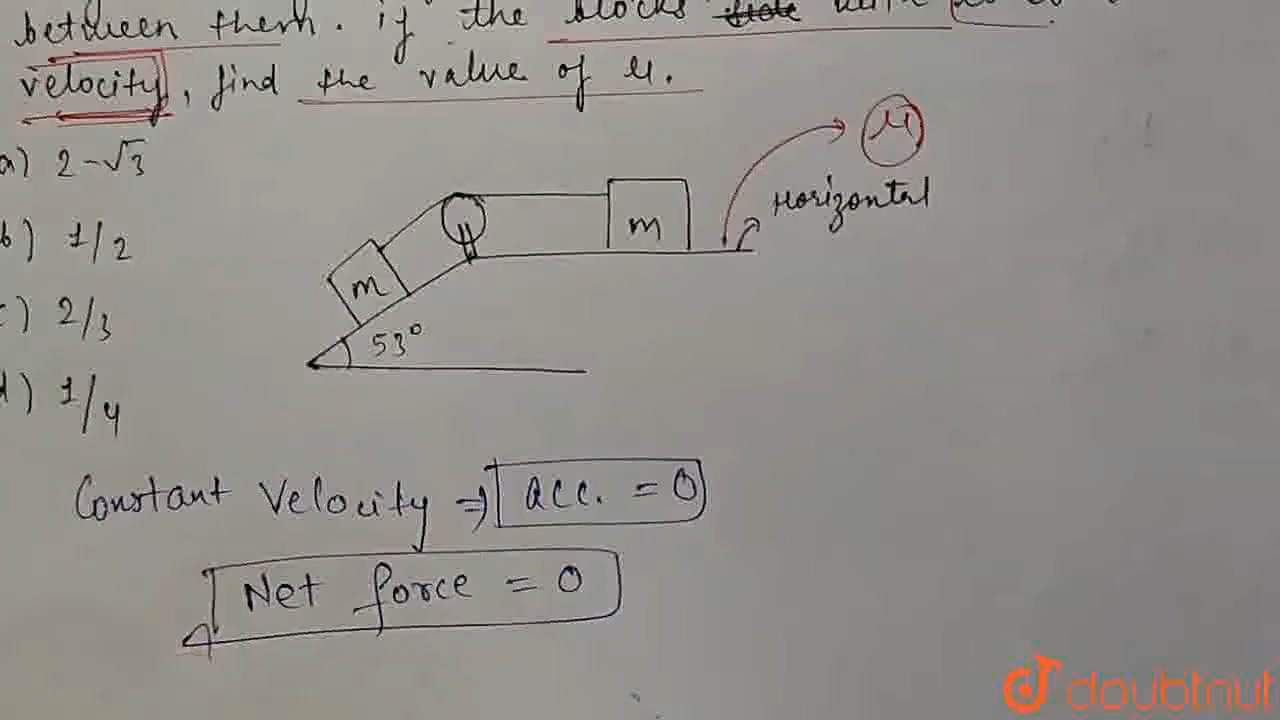 between them. if the blocks
velocity, find the value of μ.
a) 2-√3
μ
Horizontal
b) 1/2
m
m
c) 2/3
53°
d) 1/4
Constant Velocity ⇒ acc. = 0
Net force = 0
doubtnut